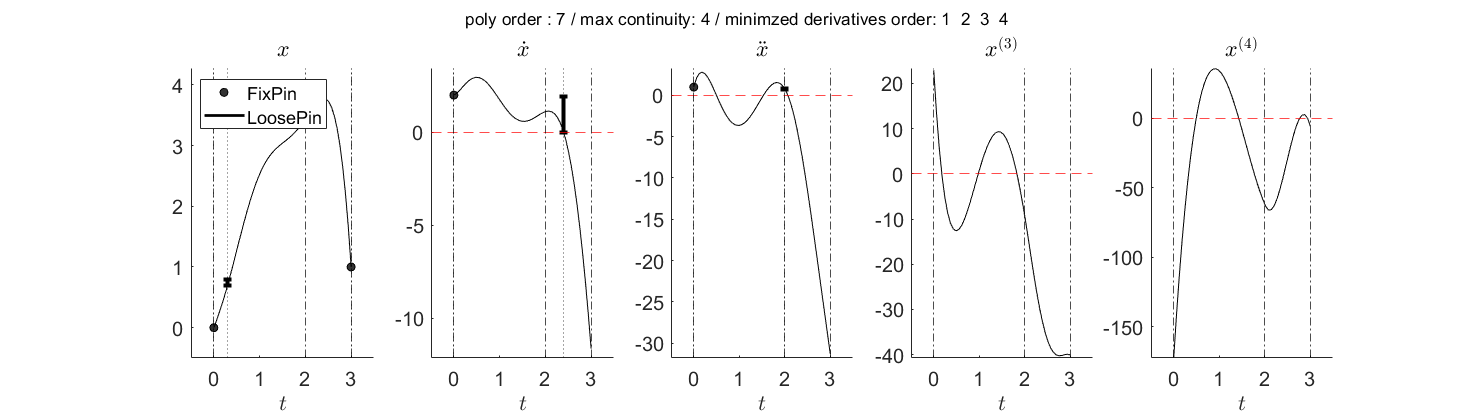 poly order : 7 / max continuity: 4 / minimzed derivatives order: 1 2 3 4
x
4
3
2
1
0
FixPin
LoosePin
0 1 2 3
t
ẋ
0
-5
-10
0 1 2 3
t
ẍ
0
-5
-10
-15
-20
-25
-30
0 1 2 3
t
x⁽³⁾
20
10
0
-10
-20
-30
-40
0 1 2 3
t
x⁽⁴⁾
0
-50
-100
-150
0 1 2 3
t